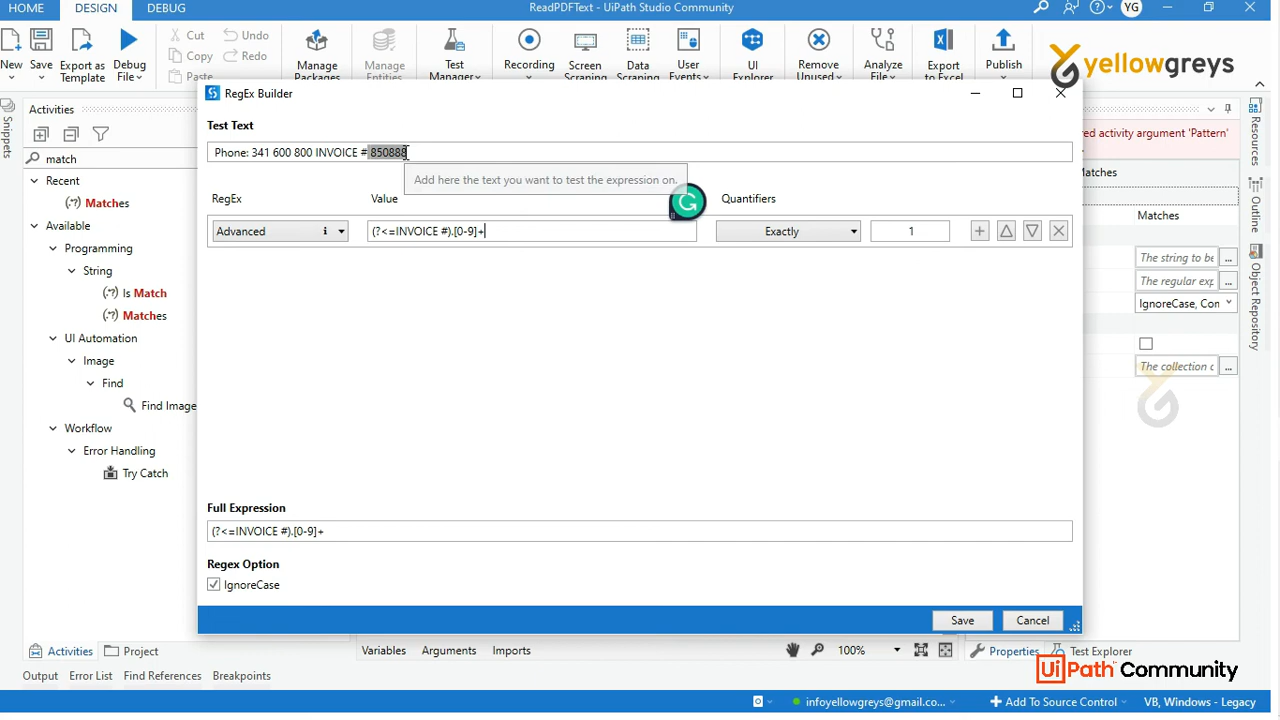 HOME DESIGN DEBUG ReadPDFText - UiPath Studio Community YG
New Save Export as Template Debug File Cut Copy Paste Undo Redo Manage Packages Manage Entities Test Manager Recording Screen Scraping Data Scraping User Events UI Explorer Remove Unused Analyze File Export to Excel Publish
yellowgreys
Snippets
Activities
match
Recent
Matches
Available
Programming
String
Is Match
Matches
UI Automation
Image
Find
Find Image
Workflow
Error Handling
Try Catch
RegEx Builder
Test Text
Phone: 341 600 800 INVOICE # 850888
Add here the text you want to test the expression on.
RegEx Value Quantifiers
Advanced i (?<=INVOICE #).[0-9]+ Exactly 1
Full Expression
(?<=INVOICE #).[0-9]+
Regex Option
IgnoreCase
Save Cancel
red activity argument 'Pattern'
Matches
Matches
The string to be ...
The regular exp ...
IgnoreCase, Con
The collection o ...
Resources
Outline
Object Repository
Activities Project Variables Arguments Imports 100% Properties Test Explorer
Output Error List Find References Breakpoints
UiPath Community
infoyellowgreys@gmail.co... Add To Source Control VB, Windows - Legacy